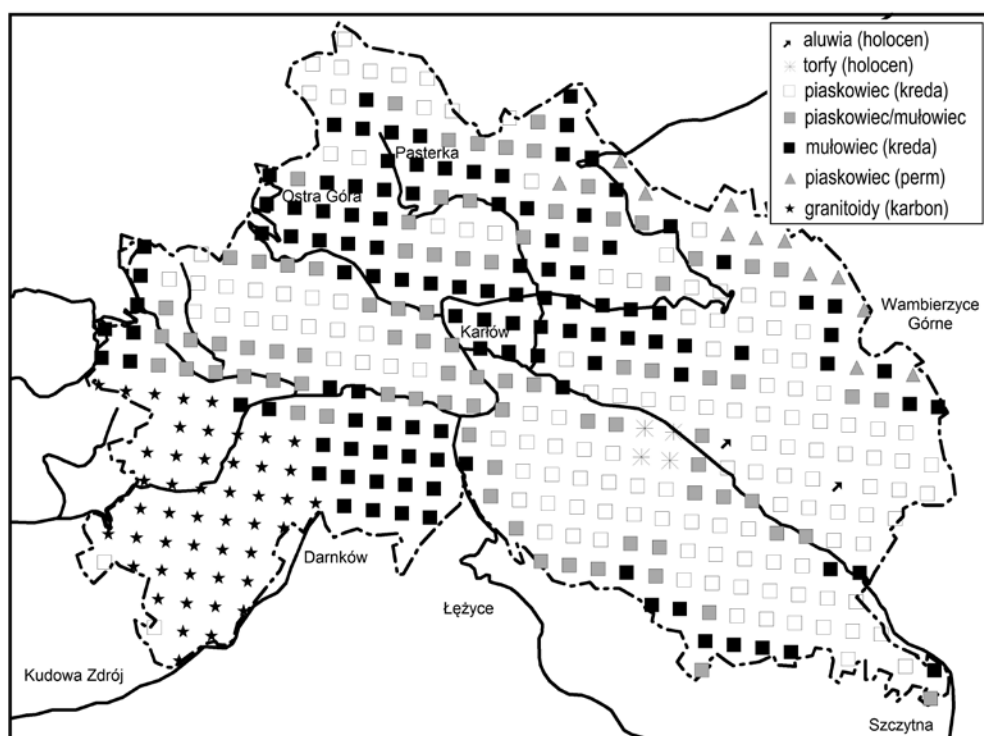 aluwia (holocen)
torfy (holocen)
piaskowiec (kreda)
piaskowiec/mułowiec
mułowiec (kreda)
piaskowiec (perm)
granitoidy (karbon)
Pasterka
Ostra Góra
Wambierzyce
Górne
Karłów
Darnków
Łężyce
Kudowa Zdrój
Szczytna